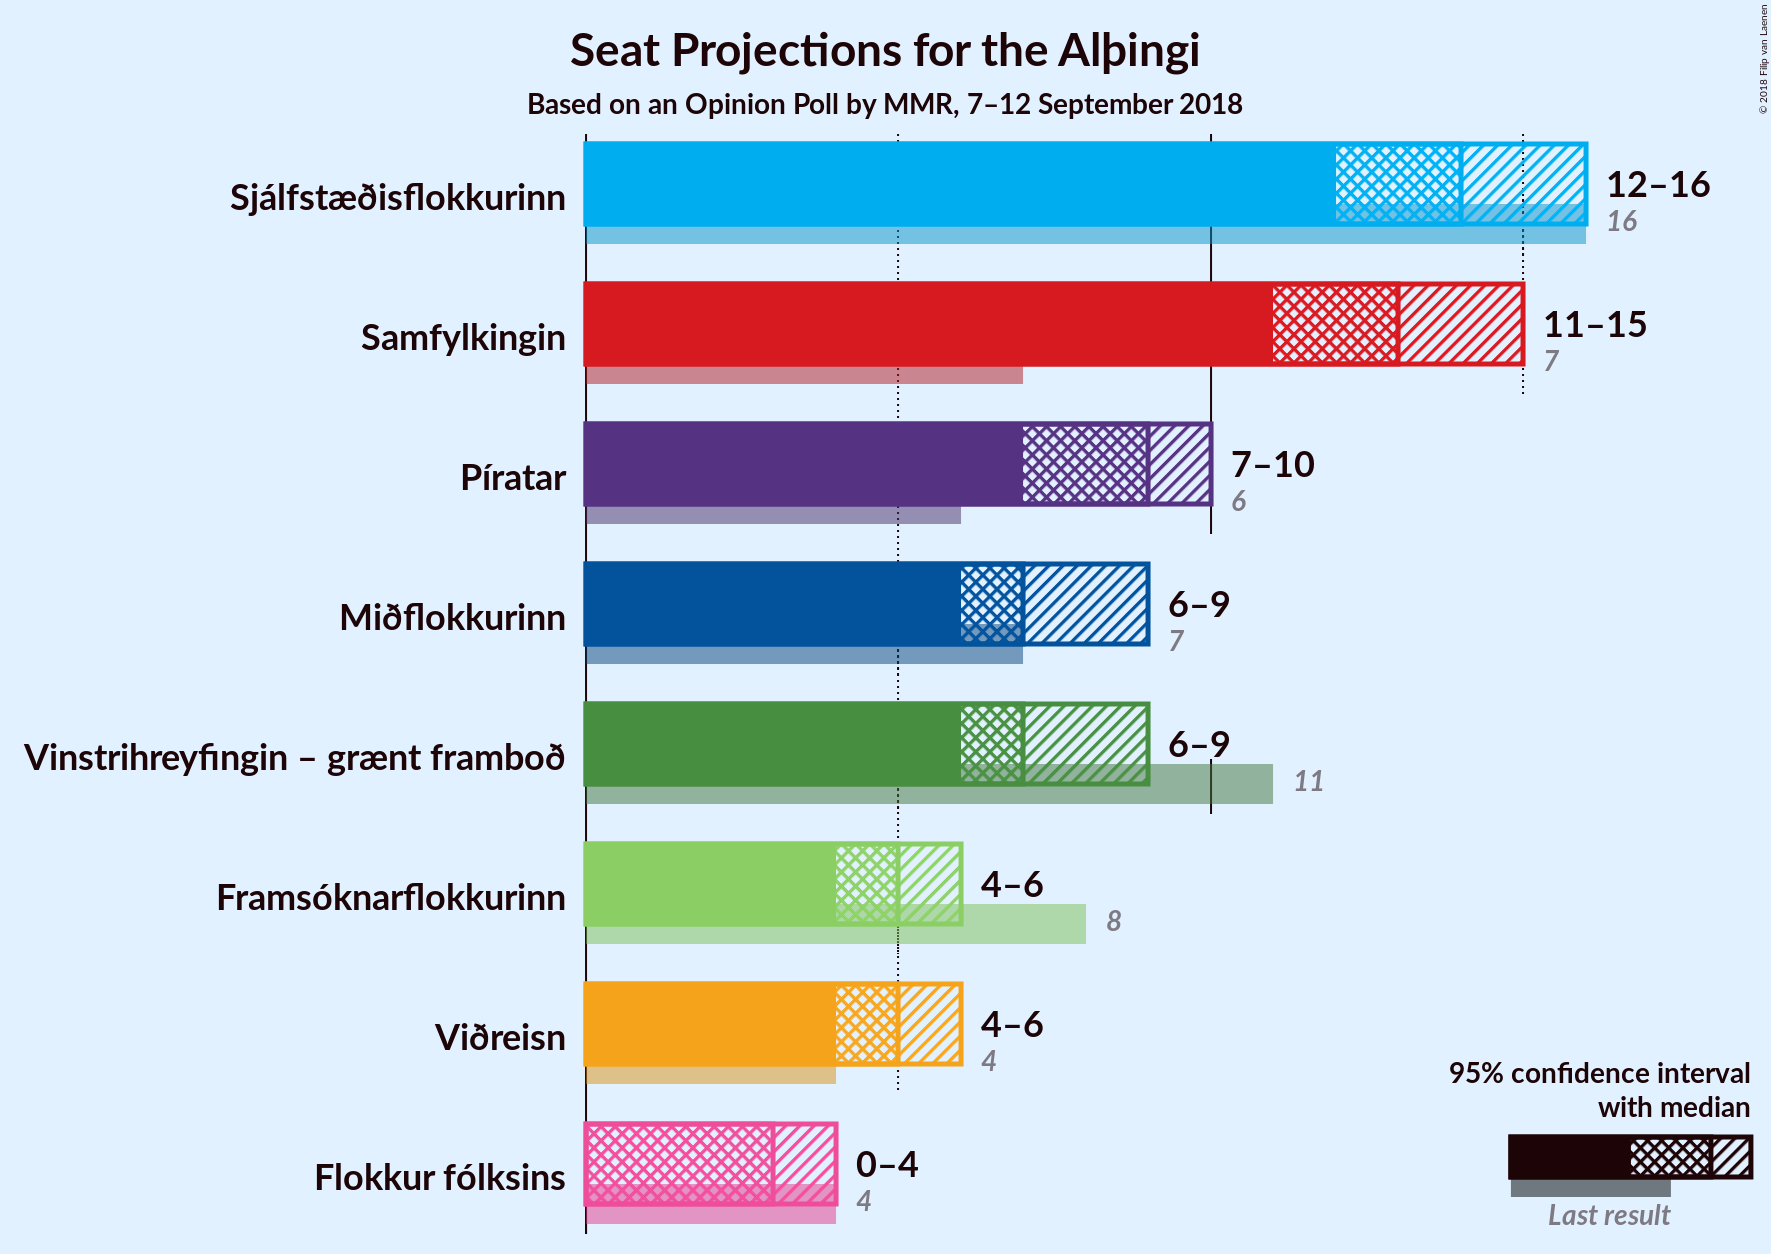 Seat Projections for the Alþingi
Based on an Opinion Poll by MMR, 7–12 September 2018
© 2018 Filip van Laenen
Sjálfstæðisflokkurinn
12–16
16
Samfylkingin
11–15
7
Píratar
7–10
6
Miðflokkurinn
6–9
7
Vinstrihreyfingin – grænt framboð
6–9
11
Framsóknarflokkurinn
4–6
8
Viðreisn
4–6
4
Flokkur fólksins
0–4
4
95% confidence interval
with median
Last result